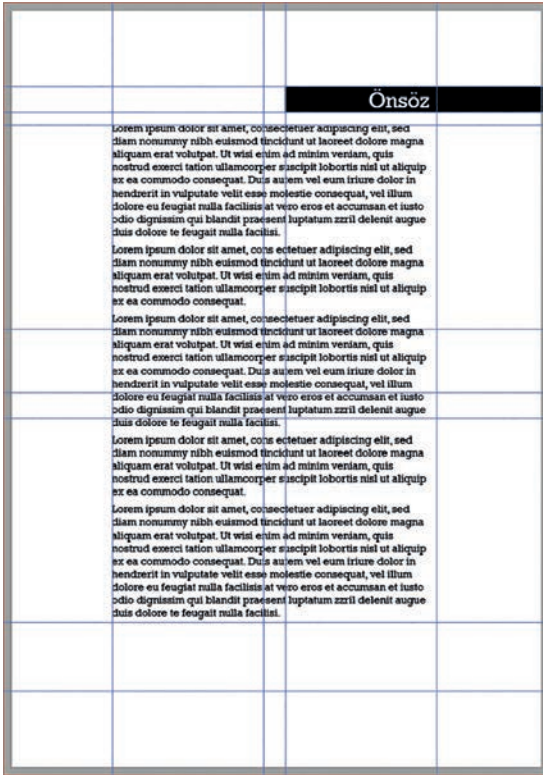 Önsöz
Lorem ipsum dolor sit amet, consectetuer adipiscing elit, sed
diam nonummy nibh euismod tincidunt ut laoreet dolore magna
aliquam erat volutpat. Ut wisi enim ad minim veniam, quis
nostrud exerci tation ullamcorper suscipit lobortis nisl ut aliquip
ex ea commodo consequat. Duis autem vel eum iriure dolor in
hendrerit in vulputate velit esse molestie consequat, vel illum
dolore eu feugiat nulla facilisis at vero eros et accumsan et iusto
odio dignissim qui blandit praesent luptatum zzril delenit augue
duis dolore te feugait nulla facilisi.
Lorem ipsum dolor sit amet, cons ectetuer adipiscing elit, sed
diam nonummy nibh euismod tincidunt ut laoreet dolore magna
aliquam erat volutpat. Ut wisi enim ad minim veniam, quis
nostrud exerci tation ullamcorper suscipit lobortis nisl ut aliquip
ex ea commodo consequat.
Lorem ipsum dolor sit amet, consectetuer adipiscing elit, sed
diam nonummy nibh euismod tincidunt ut laoreet dolore magna
aliquam erat volutpat. Ut wisi enim ad minim veniam, quis
nostrud exerci tation ullamcorper suscipit lobortis nisl ut aliquip
ex ea commodo consequat. Duis autem vel eum iriure dolor in
hendrerit in vulputate velit esse molestie consequat, vel illum
dolore eu feugiat nulla facilisis at vero eros et accumsan et iusto
odio dignissim qui blandit praesent luptatum zzril delenit augue
duis dolore te feugait nulla facilisi.
Lorem ipsum dolor sit amet, cons ectetuer adipiscing elit, sed
diam nonummy nibh euismod tincidunt ut laoreet dolore magna
aliquam erat volutpat. Ut wisi enim ad minim veniam, quis
nostrud exerci tation ullamcorper suscipit lobortis nisl ut aliquip
ex ea commodo consequat.
Lorem ipsum dolor sit amet, consectetuer adipiscing elit, sed
diam nonummy nibh euismod tincidunt ut laoreet dolore magna
aliquam erat volutpat. Ut wisi enim ad minim veniam, quis
nostrud exerci tation ullamcorper suscipit lobortis nisl ut aliquip
ex ea commodo consequat. Duis autem vel eum iriure dolor in
hendrerit in vulputate velit esse molestie consequat, vel illum
dolore eu feugiat nulla facilisis at vero eros et accumsan et iusto
odio dignissim qui blandit praesent luptatum zzril delenit augue
duis dolore te feugait nulla facilisi.